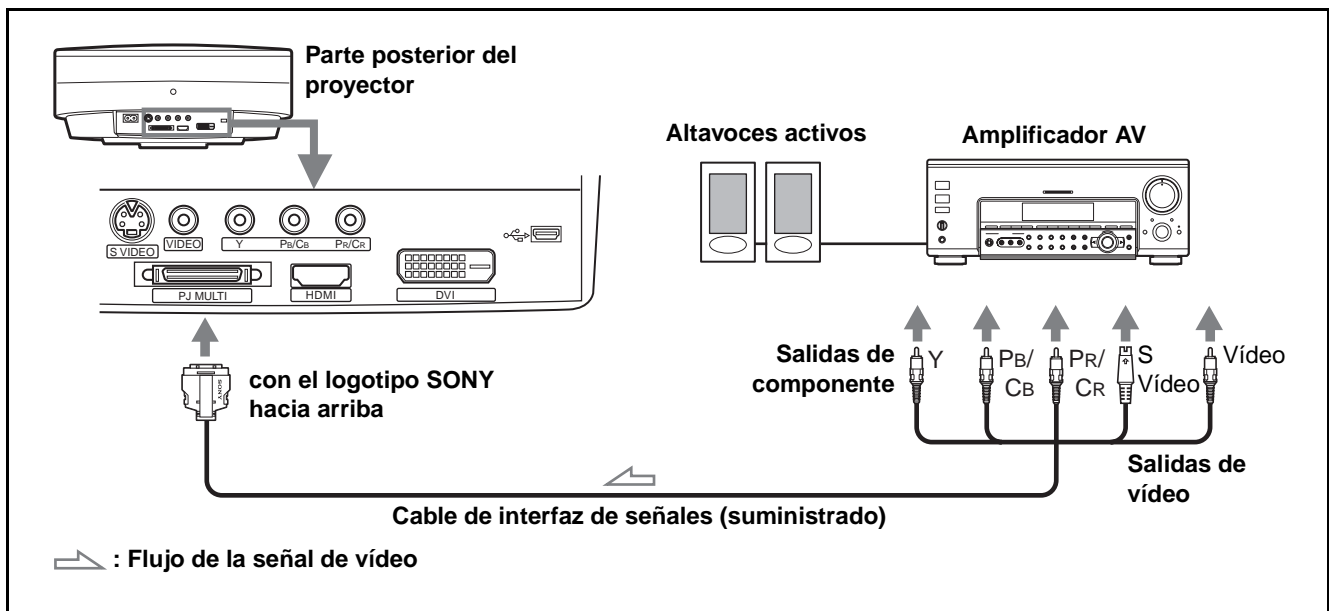 Parte posterior del
proyector
Altavoces activos
Amplificador AV
S VIDEO
VIDEO
Y
PB/CB
PR/CR
PJ MULTI
HDMI
DVI
Salidas de
componente
Y
PB/
CB
PR/
CR
S
Vídeo
Vídeo
SONY
con el logotipo SONY
hacia arriba
Salidas de
vídeo
Cable de interfaz de señales (suministrado)
: Flujo de la señal de vídeo